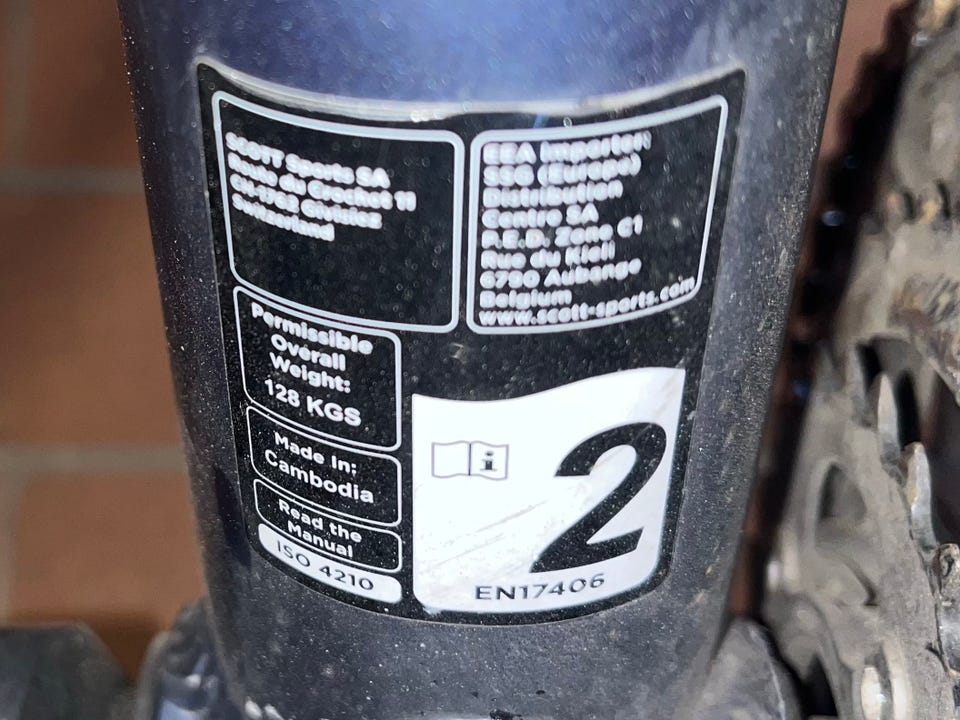 SCOTT Sports SA
Route du Crochet 11
CH-1762 Givisiez
Switzerland
EEA Importer:
SSG (Europe)
Distribution
Centre SA
P.E.D. Zone C1
Rue du Kiell
6790 Aubange
Belgium
www.scott-sports.com
Permissible
Overall
Weight:
128 KGS
Made In:
Cambodia
Read the
Manual
ISO 4210
i
2
EN17406